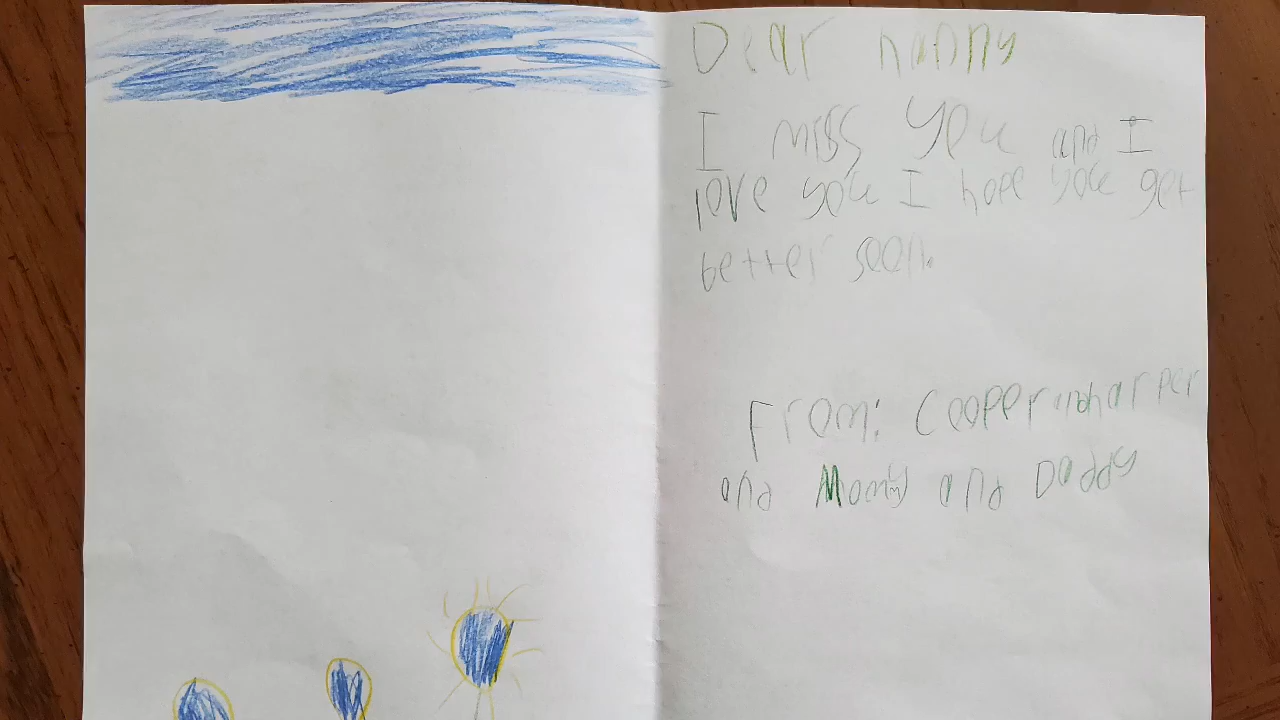 Dear nanny
I miss you and I
love you I hope you get
better soon.
From: Cooper and harper
and Mommy and Daddy